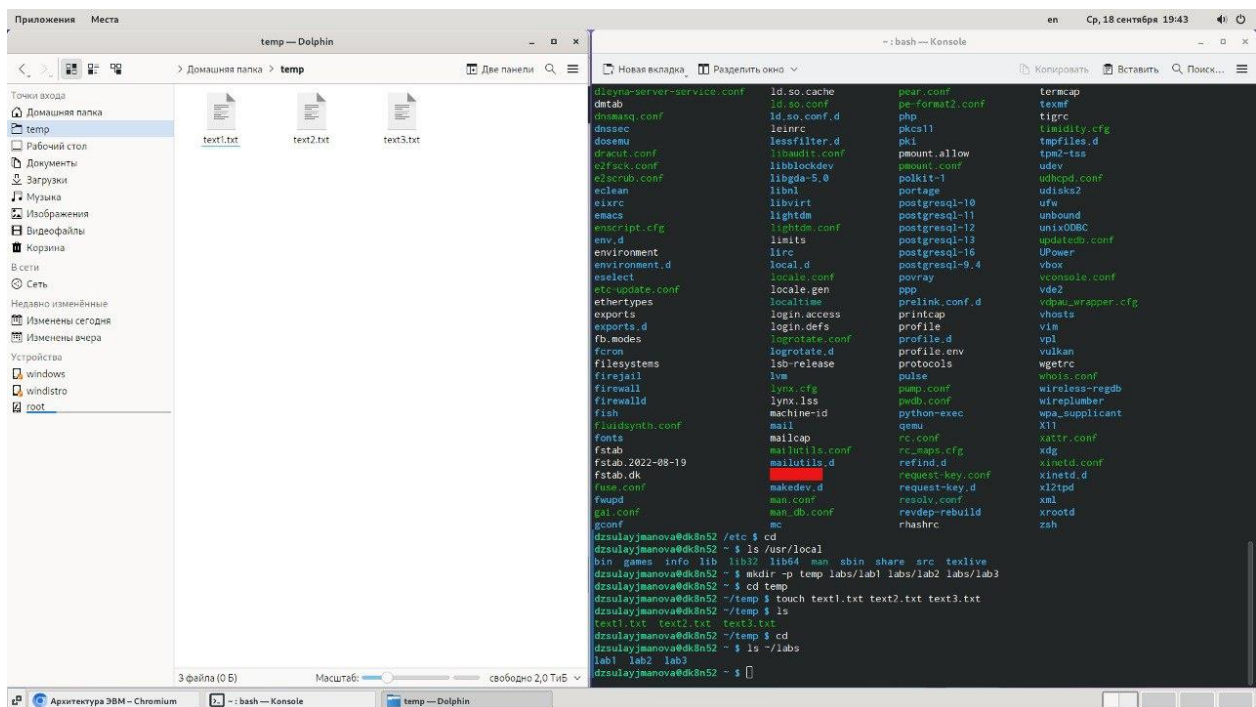 Приложения Места en Ср, 18 сентября 19:43
temp — Dolphin
Домашняя папка > temp Две панели
Точки входа
Домашняя папка
temp
Рабочий стол
Документы
Загрузки
Музыка
Изображения
Видеофайлы
Корзина
В сети
Сеть
Недавно изменённые
Изменены сегодня
Изменены вчера
Устройства
windows
windistro
root
text1.txt text2.txt text3.txt
3 файла (0 Б) Масштаб: свободно 2,0 ТиБ
~ : bash — Konsole
Новая вкладка Разделить окно Копировать Вставить Поиск...
dleyna-server-service.conf ld.so.cache pear.conf termcap
dmtab ld.so.conf pe-format2.conf texmf
dnsmasq.conf ld.so.conf.d php tigrc
dnssec leinrc pkcs11 timidity.cfg
dosemu lessfilter.d pki tmpfiles.d
dracut.conf libaudit.conf pmount.allow tpm2-tss
e2fsck.conf libblockdev pmount.conf udev
e2scrub.conf libgda-5.0 polkit-1 udhcpd.conf
eclean libnl portage udisks2
eixrc libvirt postgresql-10 ufw
emacs lightdm postgresql-11 unbound
enscript.cfg lightdm.conf postgresql-12 unixODBC
env.d limits postgresql-13 updatedb.conf
environment lirc postgresql-16 UPower
environment.d local.d postgresql-9.4 vbox
eselect locale.conf povray vconsole.conf
etc-update.conf locale.gen ppp vde2
ethertypes localtime prelink.conf.d vdpau_wrapper.cfg
exports login.access printcap vhosts
exports.d login.defs profile vim
fb.modes logrotate.conf profile.d vpl
fcron logrotate.d profile.env vulkan
filesystems lsb-release protocols wgetrc
firejail lvm pulse whois.conf
firewall lynx.cfg pump.conf wireless-regdb
firewalld lynx.lss pwdb.conf wireplumber
fish machine-id python-exec wpa_supplicant
fluidsynth.conf mail qemu X11
fonts mailcap rc.conf xattr.conf
fstab mailutils.conf rc_maps.cfg xdg
fstab.2022-08-19 mailutils.d refind.d xinetd.conf
fstab.dk request-key.conf xinetd.d
fuse.conf makedev.d request-key.d xl2tpd
fwupd man.conf resolv.conf xml
gai.conf man_db.conf revdep-rebuild xrootd
gconf mc rhashrc zsh
dzsulayjmanova@dk8n52 /etc $ cd
dzsulayjmanova@dk8n52 ~ $ ls /usr/local
bin games info lib lib32 lib64 man sbin share src texlive
dzsulayjmanova@dk8n52 ~ $ mkdir -p temp labs/lab1 labs/lab2 labs/lab3
dzsulayjmanova@dk8n52 ~ $ cd temp
dzsulayjmanova@dk8n52 ~/temp $ touch text1.txt text2.txt text3.txt
dzsulayjmanova@dk8n52 ~/temp $ ls
text1.txt text2.txt text3.txt
dzsulayjmanova@dk8n52 ~/temp $ cd
dzsulayjmanova@dk8n52 ~ $ ls ~/labs
lab1 lab2 lab3
dzsulayjmanova@dk8n52 ~ $
Архитектура ЭВМ – Chromium ~ : bash — Konsole temp — Dolphin